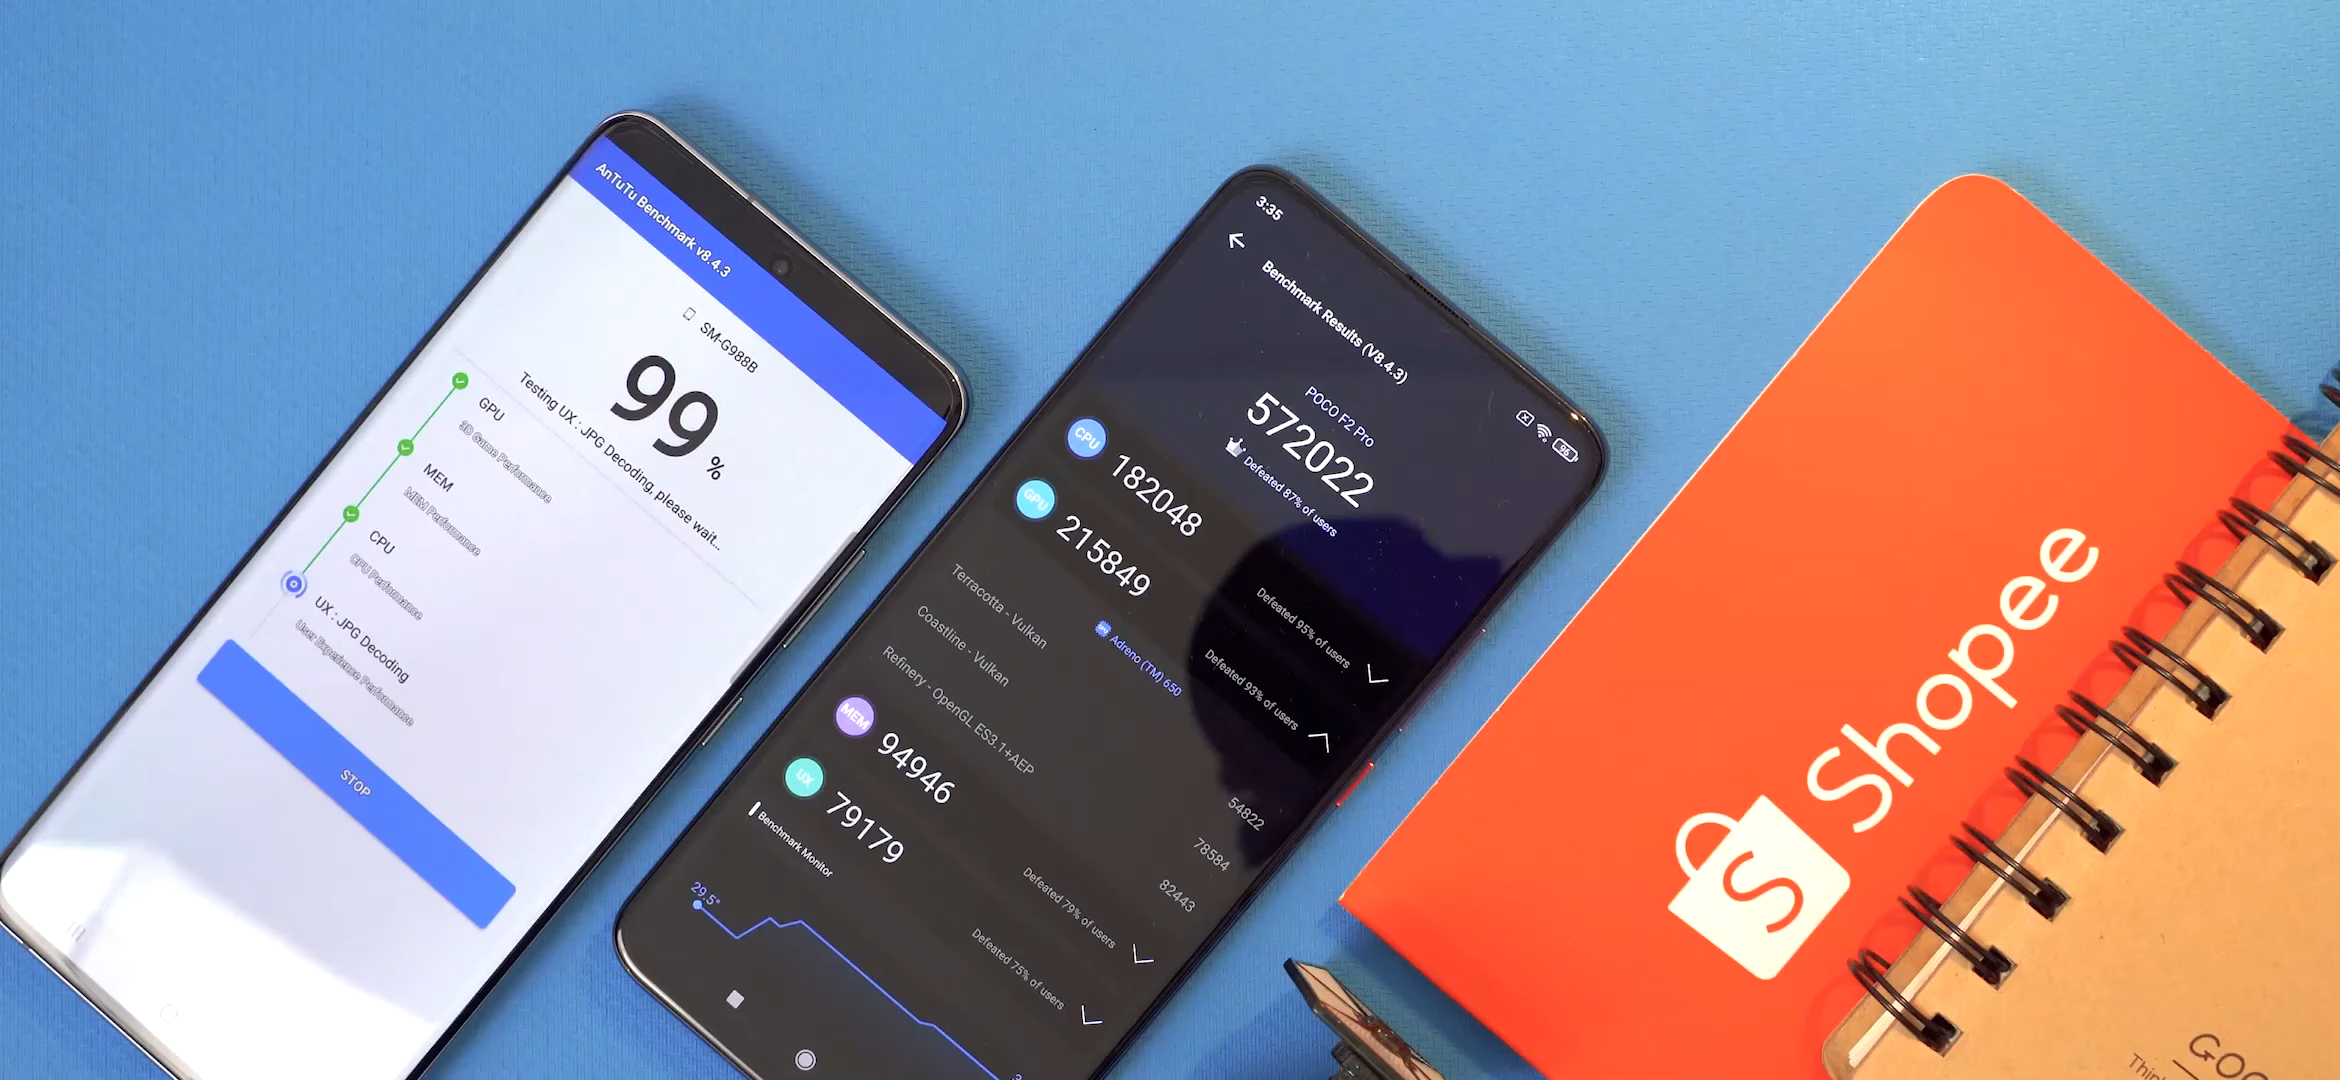 AnTuTu Benchmark v8.4.3
SM-G988B
99%
Testing UX : JPG Decoding, please wait...
GPU
3D Game Performance
MEM
MEM Performance
CPU
CPU Performance
UX : JPG Decoding
User Experience Performance
STOP
3:35
96
Benchmark Results (V8.4.3)
POCO F2 Pro
572022
Defeated 87% of users
CPU 182048 Defeated 95% of users
GPU 215849 Defeated 93% of users
Adreno (TM) 650
Terracotta - Vulkan 54822
Coastline - Vulkan 78584
Refinery - OpenGL ES3.1+AEP 82443
MEM 94946 Defeated 79% of users
UX 79179 Defeated 75% of users
Benchmark Monitor
29.5°
Shopee